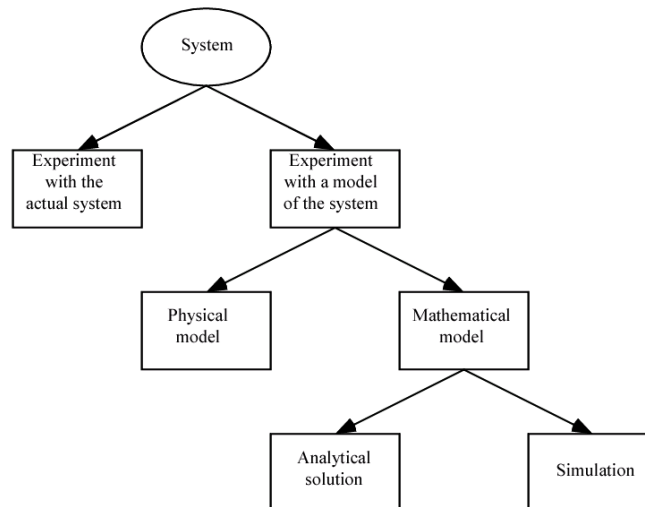 System
Experiment
with the
actual system
Experiment
with a model
of the system
Physical
model
Mathematical
model
Analytical
solution
Simulation